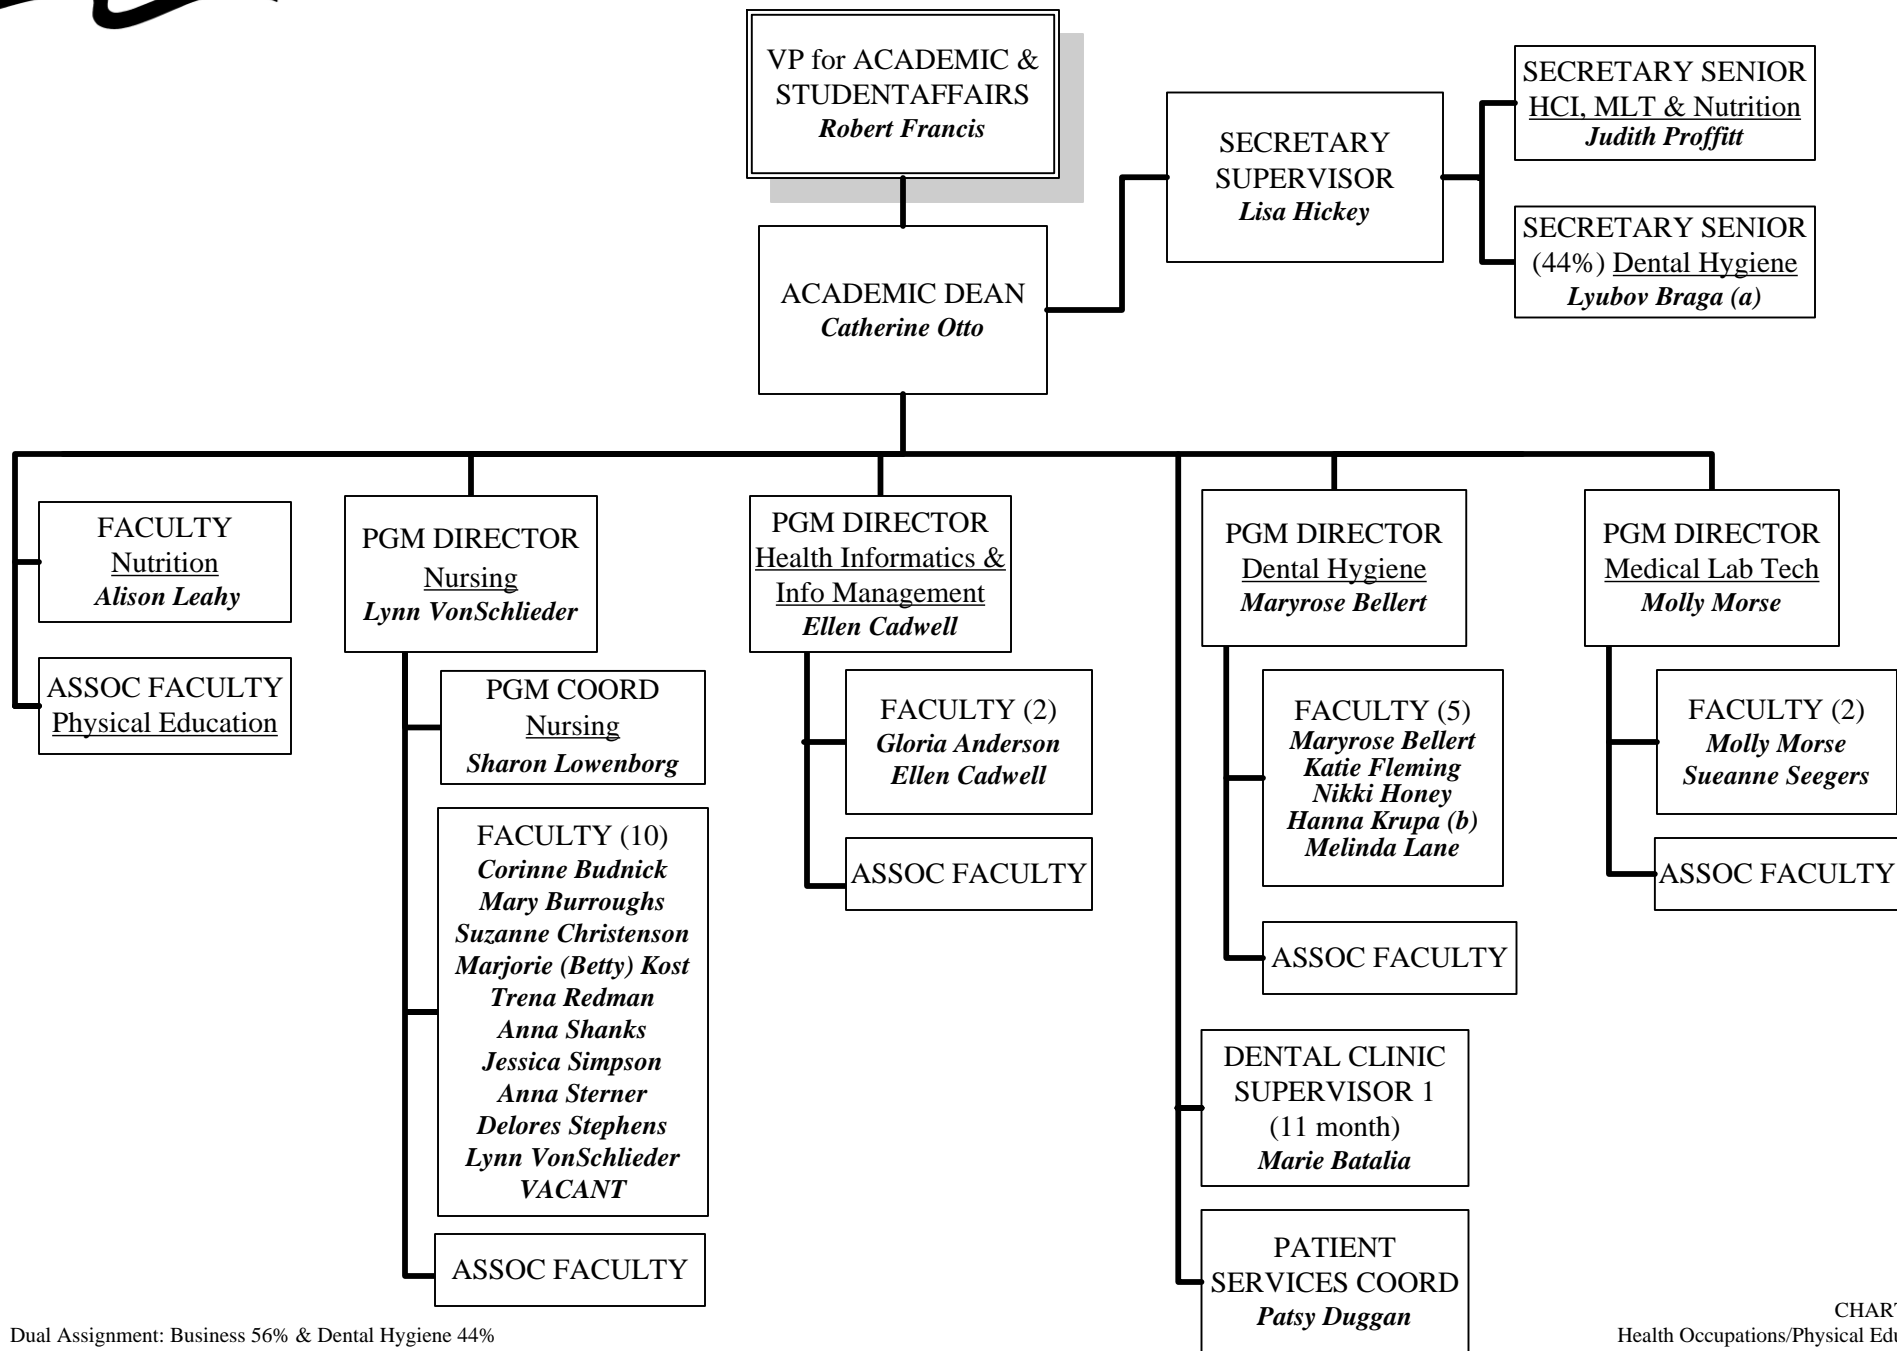 VP for ACADEMIC &
STUDENTAFFAIRS
Robert Francis
SECRETARY
SUPERVISOR
Lisa Hickey
SECRETARY SENIOR
HCI, MLT & Nutrition
Judith Proffitt
SECRETARY SENIOR
(44%) Dental Hygiene
Lyubov Braga (a)
ACADEMIC DEAN
Catherine Otto
FACULTY
Nutrition
Alison Leahy
ASSOC FACULTY
Physical Education
PGM DIRECTOR
Nursing
Lynn VonSchlieder
PGM COORD
Nursing
Sharon Lowenborg
FACULTY (10)
Corinne Budnick
Mary Burroughs
Suzanne Christenson
Marjorie (Betty) Kost
Trena Redman
Anna Shanks
Jessica Simpson
Anna Sterner
Delores Stephens
Lynn VonSchlieder
VACANT
ASSOC FACULTY
PGM DIRECTOR
Health Informatics &
Info Management
Ellen Cadwell
FACULTY (2)
Gloria Anderson
Ellen Cadwell
ASSOC FACULTY
PGM DIRECTOR
Dental Hygiene
Maryrose Bellert
FACULTY (5)
Maryrose Bellert
Katie Fleming
Nikki Honey
Hanna Krupa (b)
Melinda Lane
ASSOC FACULTY
DENTAL CLINIC
SUPERVISOR 1
(11 month)
Marie Batalia
PATIENT
SERVICES COORD
Patsy Duggan
PGM DIRECTOR
Medical Lab Tech
Molly Morse
FACULTY (2)
Molly Morse
Sueanne Seegers
ASSOC FACULTY
Dual Assignment: Business 56% & Dental Hygiene 44%
CHART
Health Occupations/Physical Edu